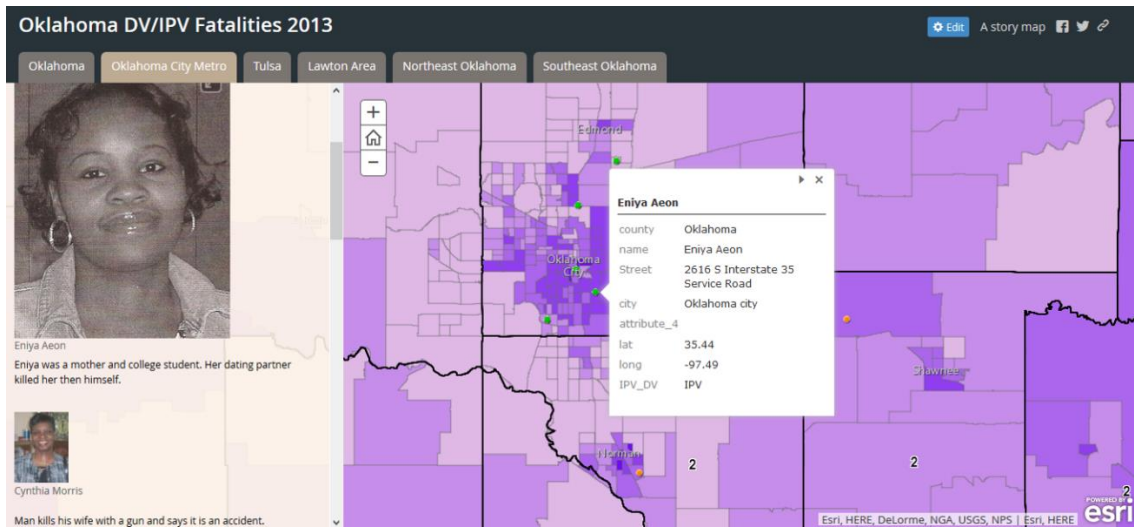 Oklahoma DV/IPV Fatalities 2013
Edit
A story map
Oklahoma
Oklahoma City Metro
Tulsa
Lawton Area
Northeast Oklahoma
Southeast Oklahoma
Eniya Aeon
Eniya was a mother and college student. Her dating partner
killed her then himself.
Cynthia Morris
Man kills his wife with a gun and says it is an accident.
+
−
Edmond
Oklahoma
City
Eniya Aeon
county Oklahoma
name Eniya Aeon
Street 2616 S Interstate 35
Service Road
city Oklahoma city
attribute_4
lat 35.44
long -97.49
IPV_DV IPV
Shawnee
Norman
2
2
2
POWERED BY
esri
Esri, HERE, DeLorme, NGA, USGS, NPS | Esri, HERE